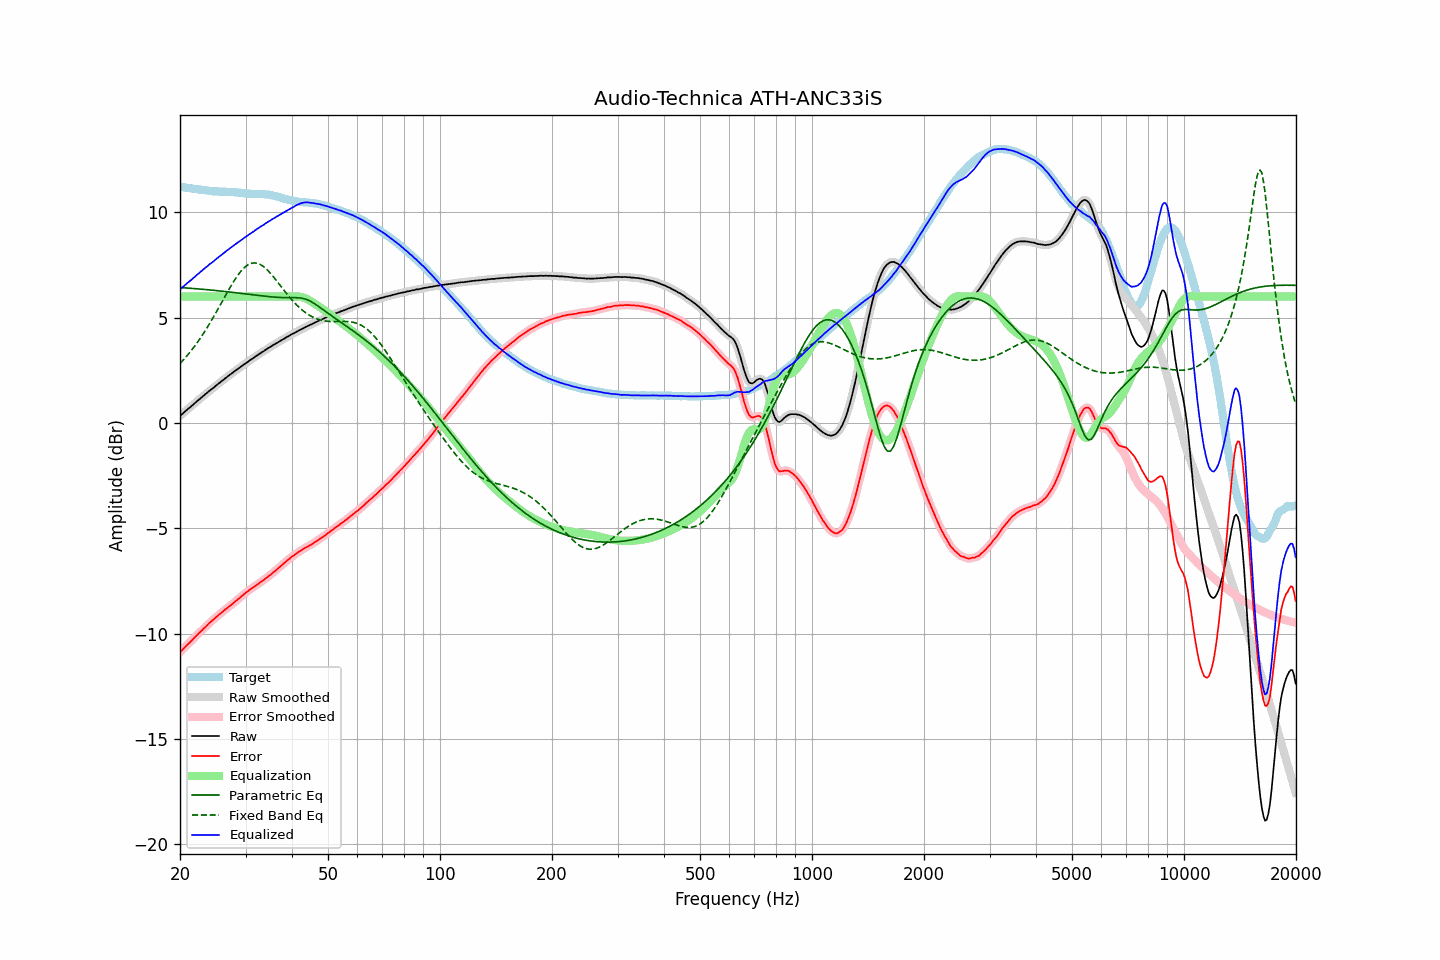 Audio-Technica ATH-ANC33iS
Amplitude (dBr)
10
5
0
−5
−10
−15
−20
Target
Raw Smoothed
Error Smoothed
Raw
Error
Equalization
Parametric Eq
Fixed Band Eq
Equalized
20 50 100 200 500 1000 2000 5000 10000 20000
Frequency (Hz)